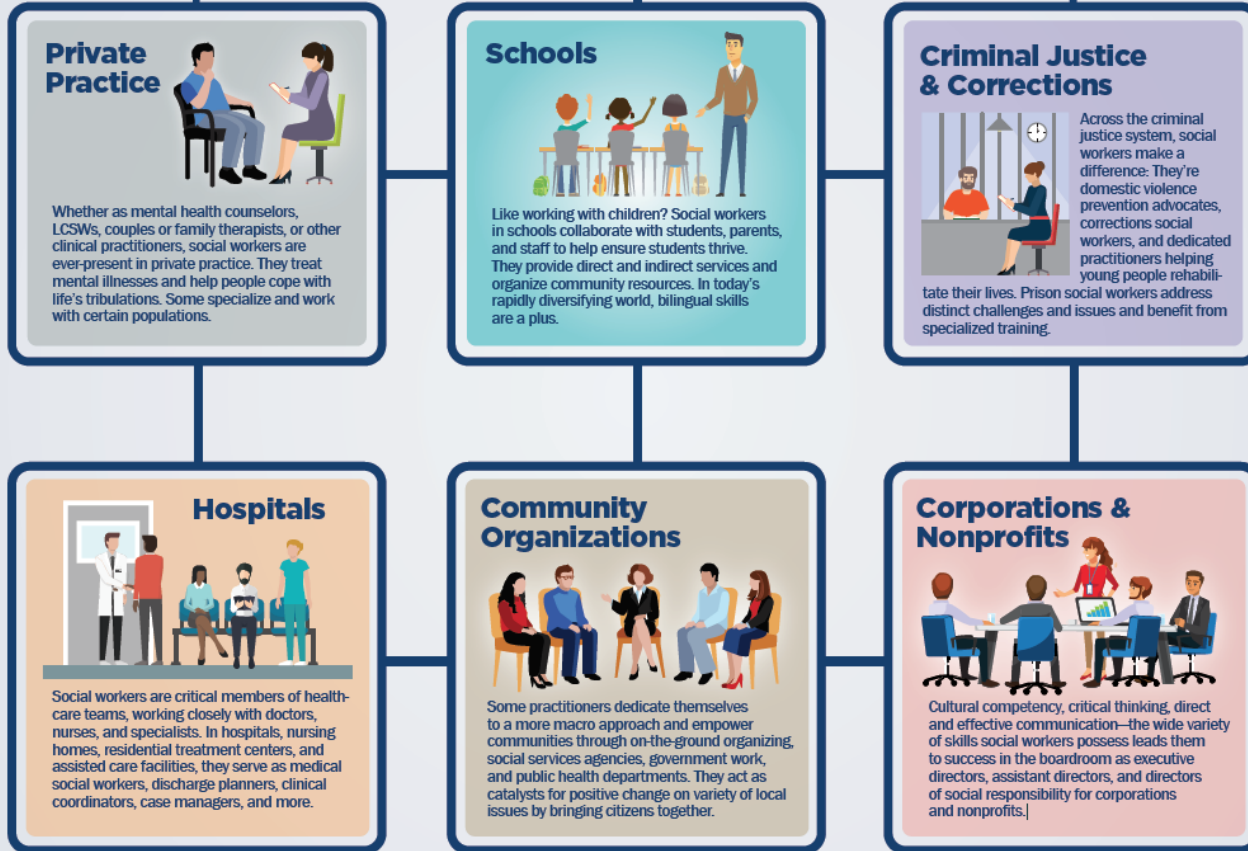 Private
Practice
Whether as mental health counselors,
LCSWs, couples or family therapists, or other
clinical practitioners, social workers are
ever-present in private practice. They treat
mental illnesses and help people cope with
life's tribulations. Some specialize and work
with certain populations.
Schools
Like working with children? Social workers
in schools collaborate with students, parents,
and staff to help ensure students thrive.
They provide direct and indirect services and
organize community resources. In today's
rapidly diversifying world, bilingual skills
are a plus.
Criminal Justice
& Corrections
Across the criminal
justice system, social
workers make a
difference: They're
domestic violence
prevention advocates,
corrections social
workers, and dedicated
practitioners helping
young people rehabili-
tate their lives. Prison social workers address
distinct challenges and issues and benefit from
specialized training.
Hospitals
Social workers are critical members of health-
care teams, working closely with doctors,
nurses, and specialists. In hospitals, nursing
homes, residential treatment centers, and
assisted care facilities, they serve as medical
social workers, discharge planners, clinical
coordinators, case managers, and more.
Community
Organizations
Some practitioners dedicate themselves
to a more macro approach and empower
communities through on-the-ground organizing,
social services agencies, government work,
and public health departments. They act as
catalysts for positive change on variety of local
issues by bringing citizens together.
Corporations &
Nonprofits
Cultural competency, critical thinking, direct
and effective communication—the wide variety
of skills social workers possess leads them
to success in the boardroom as executive
directors, assistant directors, and directors
of social responsibility for corporations
and nonprofits.